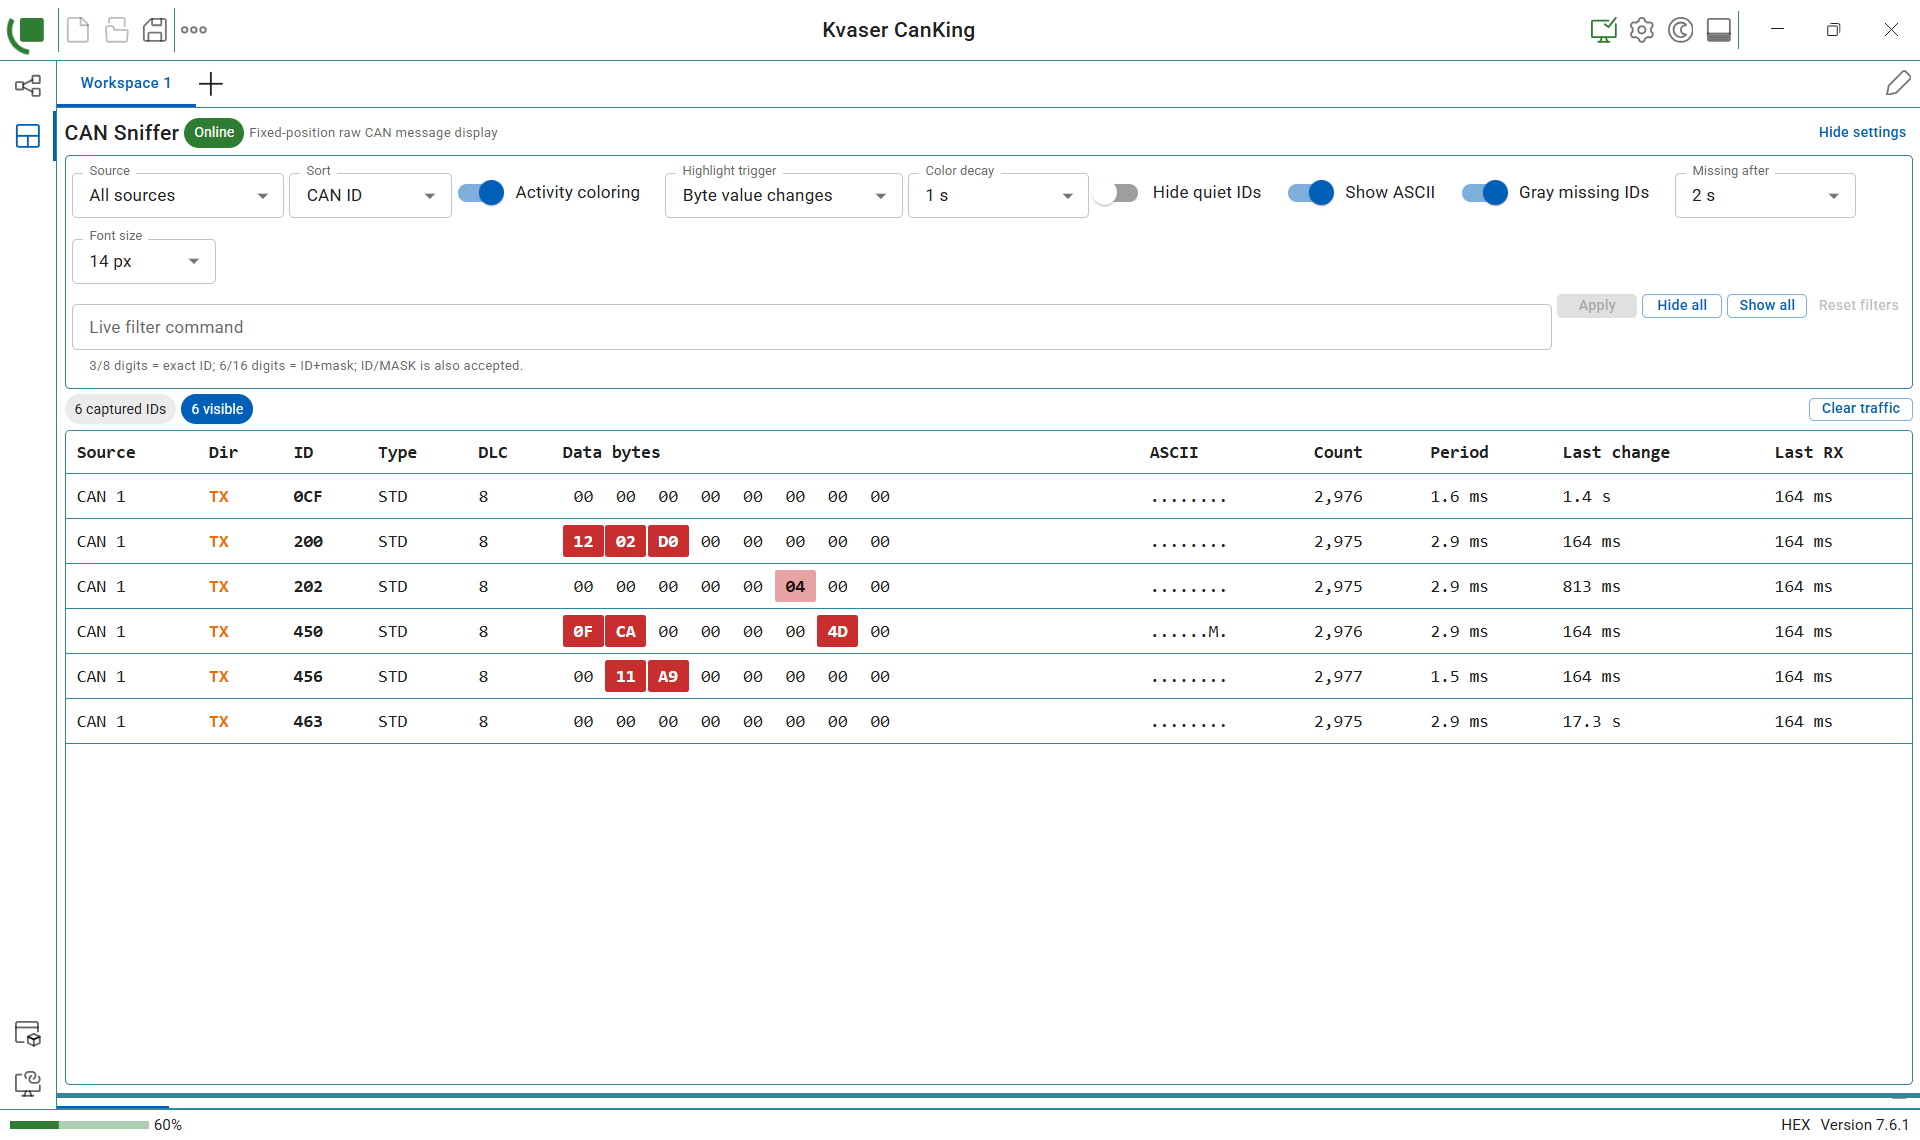 Kvaser CanKing
Workspace 1
CAN Sniffer Online Fixed-position raw CAN message display Hide settings
Source Sort Highlight trigger Color decay Missing after
All sources CAN ID Activity coloring Byte value changes 1 s Hide quiet IDs Show ASCII Gray missing IDs 2 s
Font size
14 px
Apply Hide all Show all Reset filters
Live filter command
3/8 digits = exact ID; 6/16 digits = ID+mask; ID/MASK is also accepted.
6 captured IDs 6 visible Clear traffic
Source Dir ID Type DLC Data bytes ASCII Count Period Last change Last RX
CAN 1 TX 0CF STD 8 00 00 00 00 00 00 00 00 ........ 2,976 1.6 ms 1.4 s 164 ms
CAN 1 TX 200 STD 8 12 02 D0 00 00 00 00 00 ........ 2,975 2.9 ms 164 ms 164 ms
CAN 1 TX 202 STD 8 00 00 00 00 00 04 00 00 ........ 2,975 2.9 ms 813 ms 164 ms
CAN 1 TX 450 STD 8 0F CA 00 00 00 00 4D 00 ......M. 2,976 2.9 ms 164 ms 164 ms
CAN 1 TX 456 STD 8 00 11 A9 00 00 00 00 00 ........ 2,977 1.5 ms 164 ms 164 ms
CAN 1 TX 463 STD 8 00 00 00 00 00 00 00 00 ........ 2,975 2.9 ms 17.3 s 164 ms
60% HEX Version 7.6.1